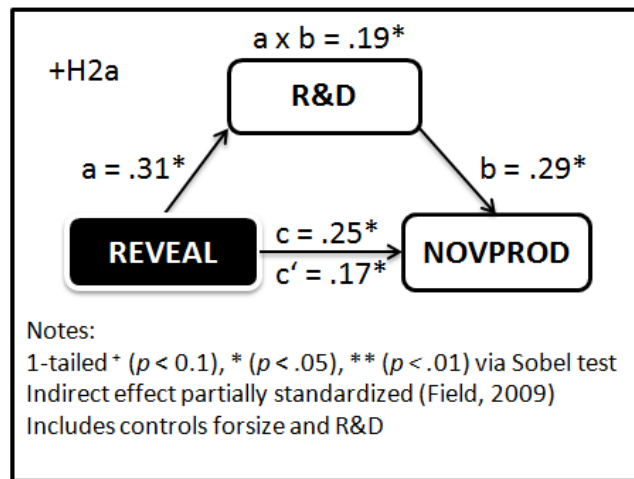 a x b = .19*
+H2a
R&D
a = .31*
b = .29*
REVEAL
c = .25*
c‘ = .17*
NOVPROD
Notes:
1-tailed ⁺ (p < 0.1), * (p < .05), ** (p < .01) via Sobel test
Indirect effect partially standardized (Field, 2009)
Includes controls forsize and R&D